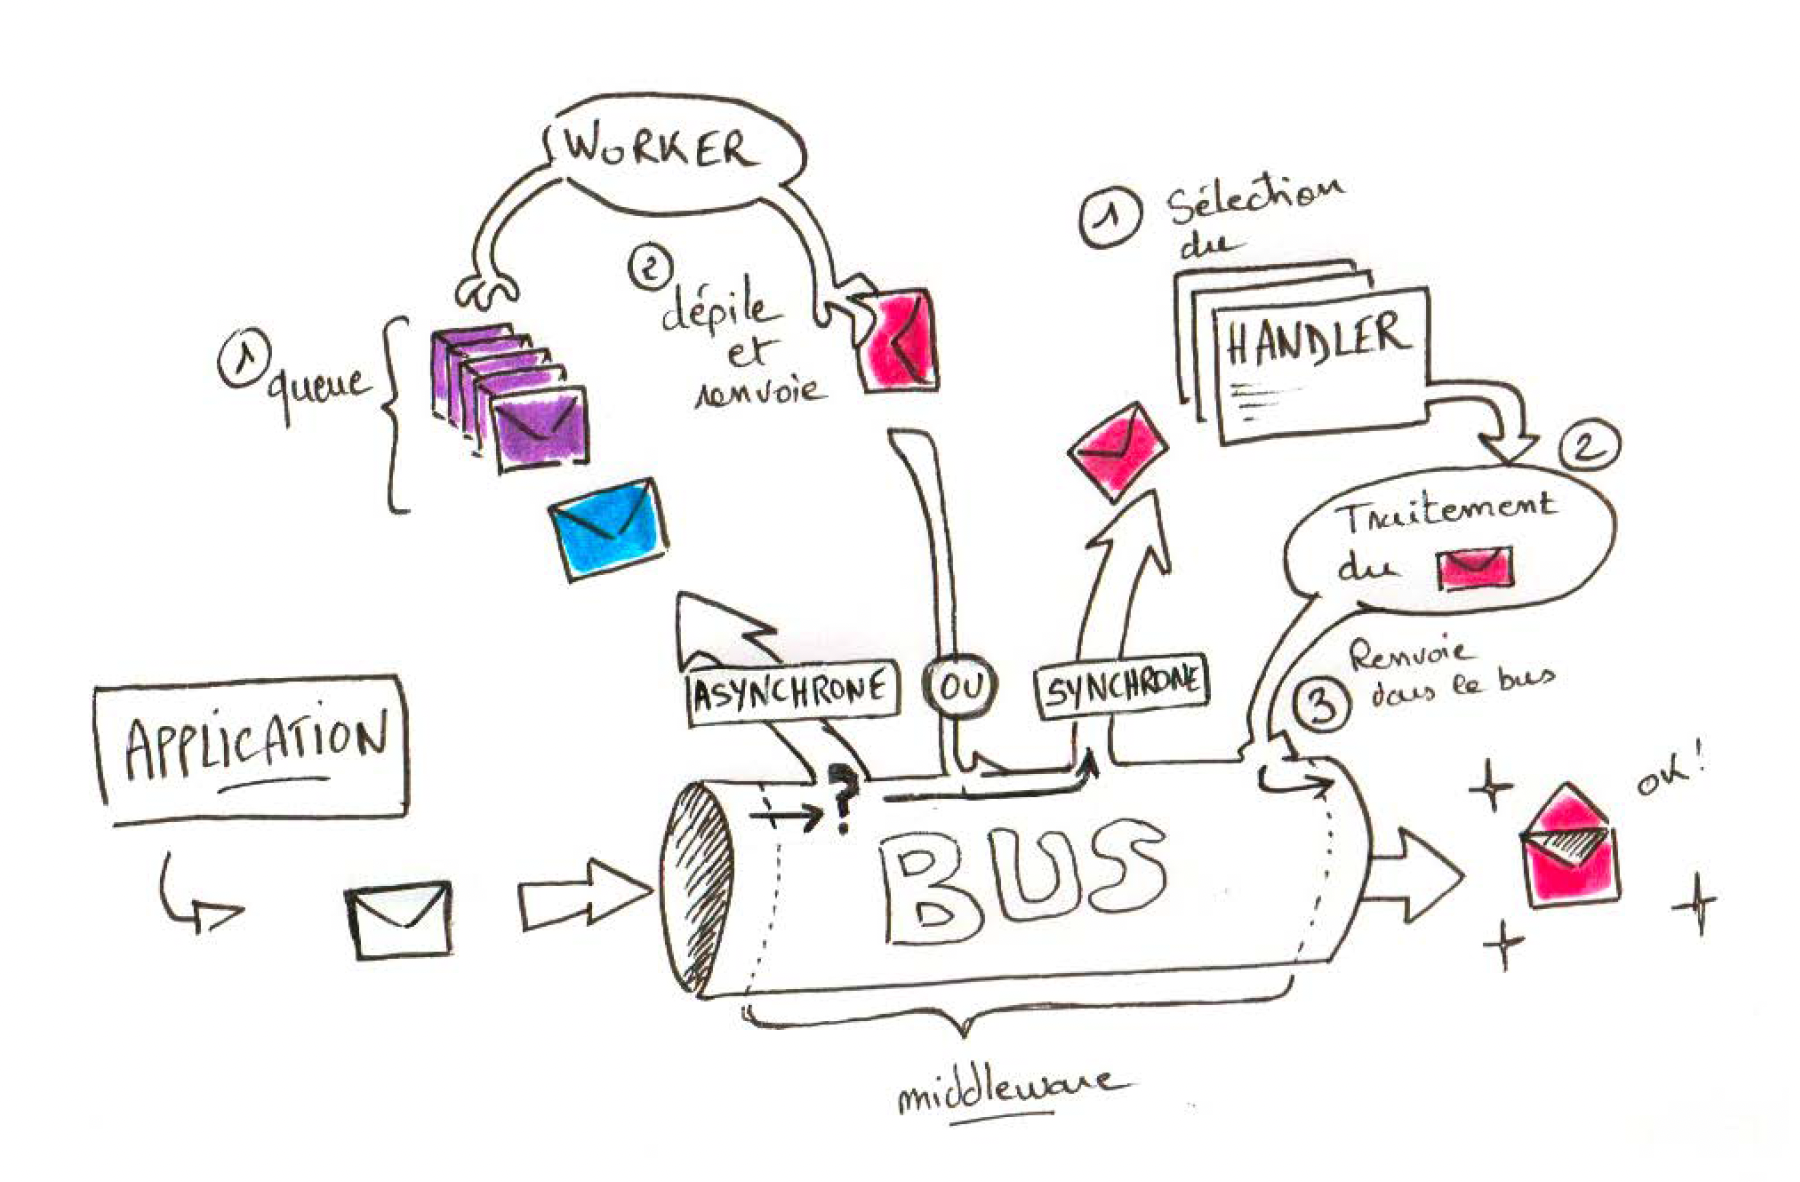 WORKER
① Sélection
du
HANDLER
② dépile
et
renvoie
① queue
②
Traitement
du
Renvoie
③ dans le bus
ASYNCHRONE
OU
SYNCHRONE
APPLICATION
?
BUS
OK!
middleware